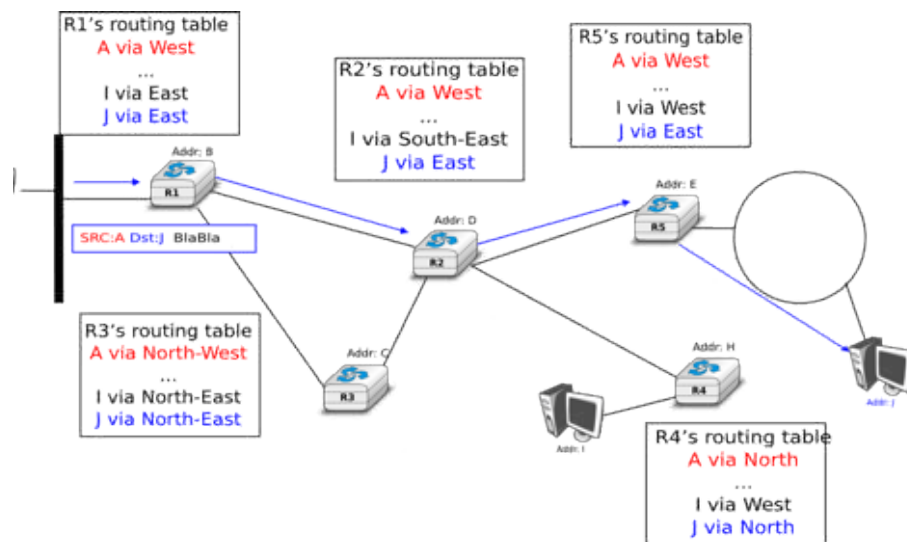 R1's routing table
A via West
...
I via East
J via East
R2's routing table
A via West
...
I via South-East
J via East
R5's routing table
A via West
...
I via West
J via East
Addr: B
R1
SRC:A Dst:J BlaBla
Addr: D
R2
Addr: E
R5
R3's routing table
A via North-West
...
I via North-East
J via North-East
Addr: C
R3
Addr: H
R4
Addr: I
Addr: J
R4's routing table
A via North
...
I via West
J via North